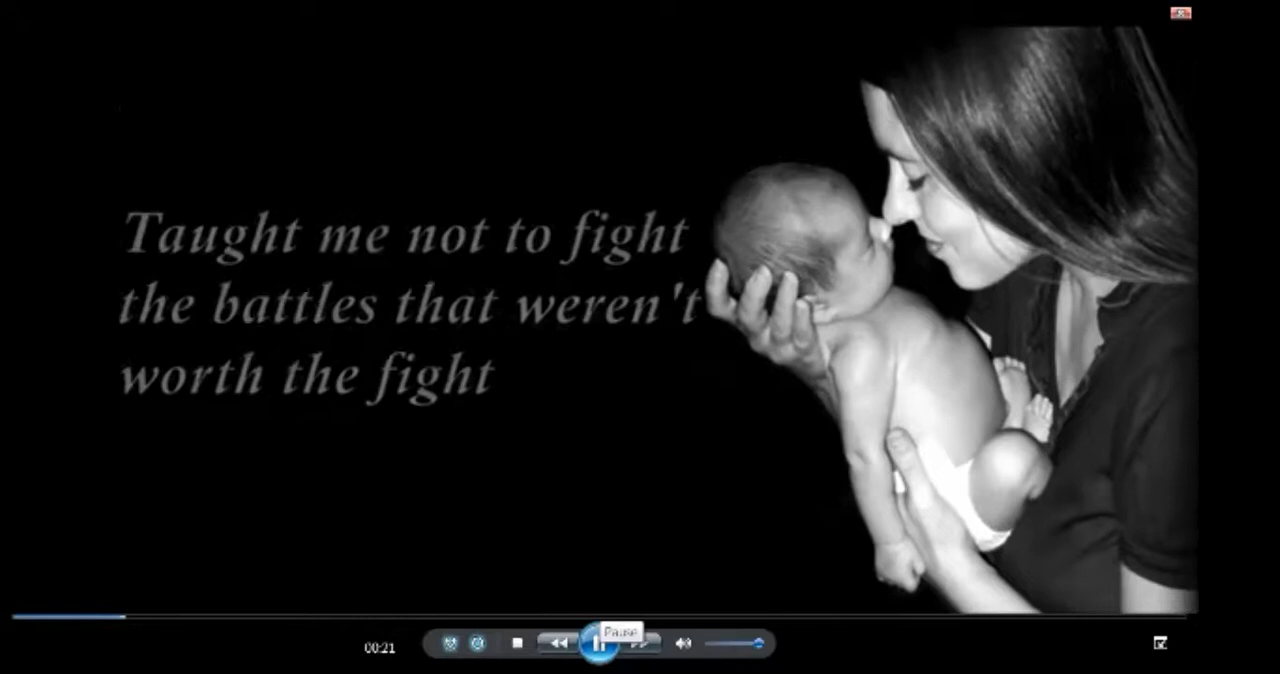 Taught me not to fight
the battles that weren't
worth the fight
00:21
Pause